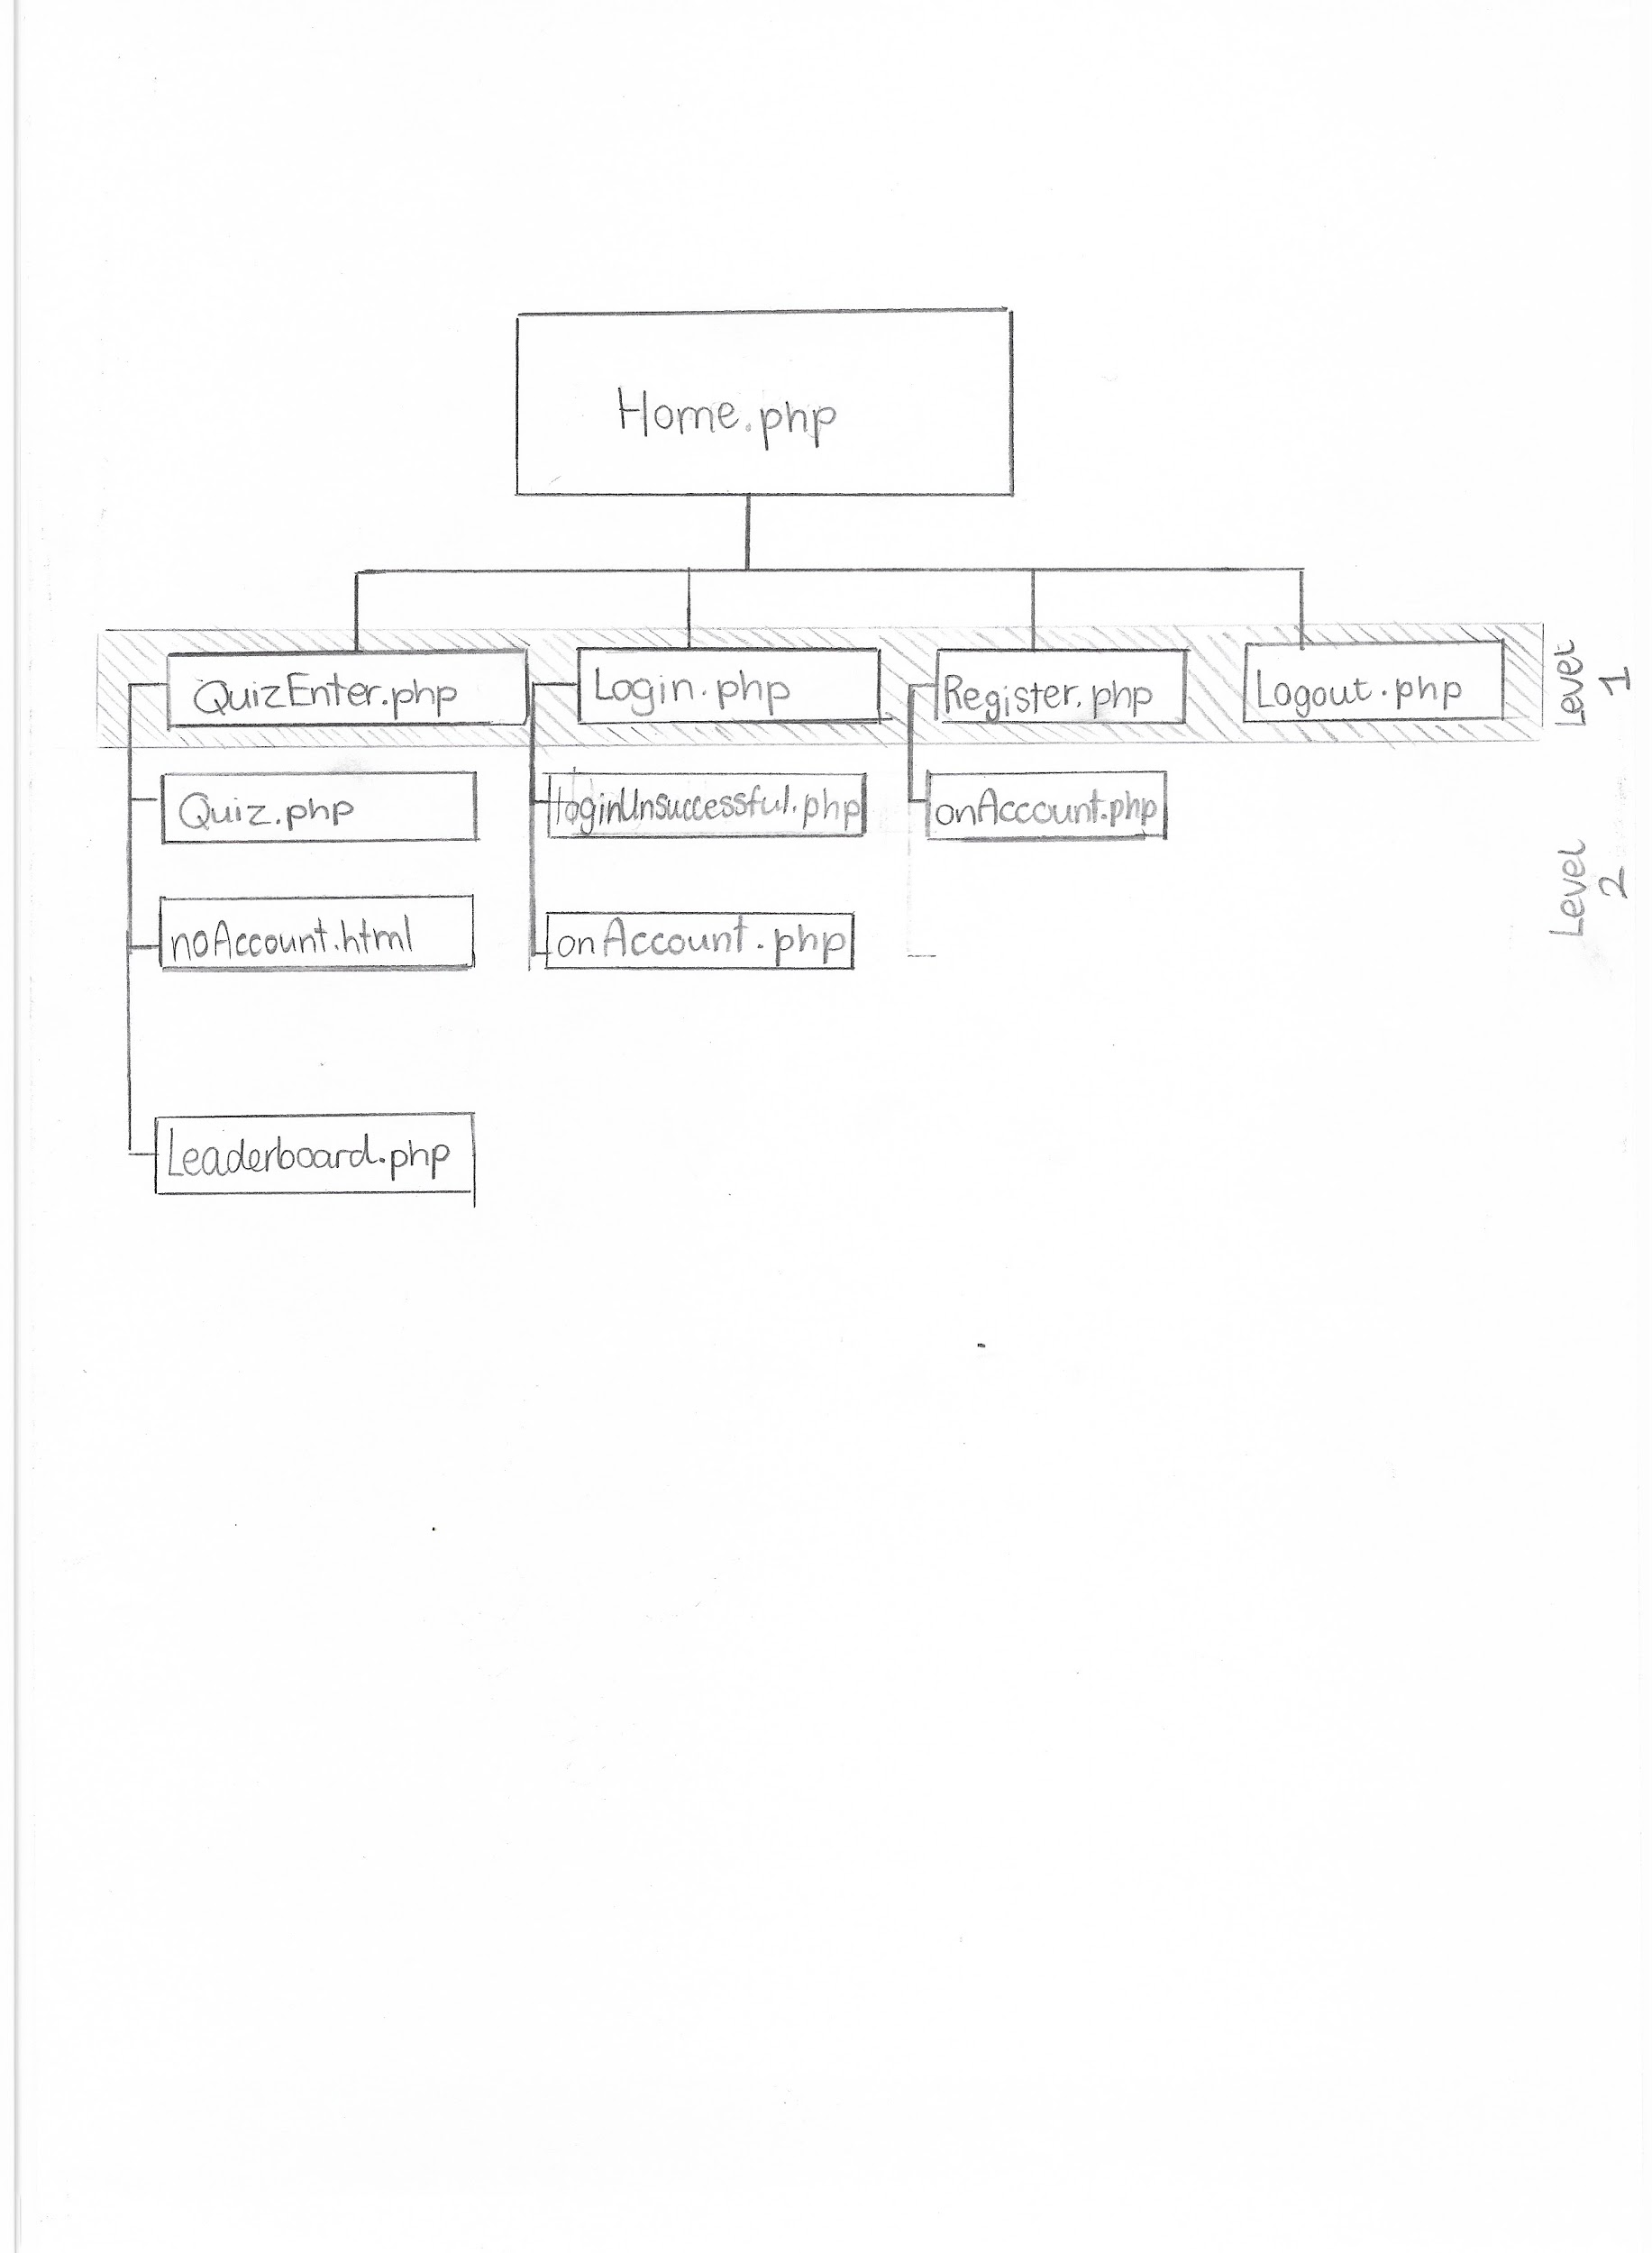 Home.php
QuizEnter.php
Login.php
Register.php
Logout.php
Level 1
Quiz.php
loginUnsuccessful.php
onAccount.php
Level 2
noAccount.html
onAccount.php
Leaderboard.php